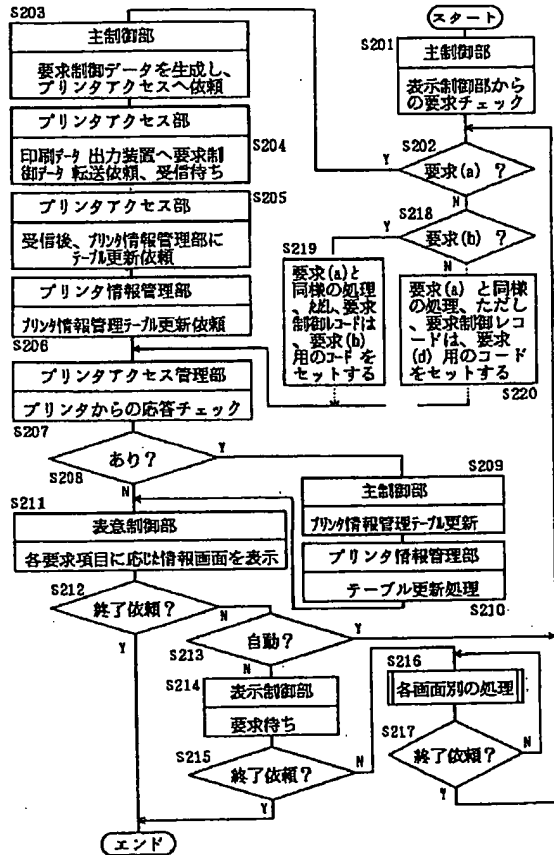 スタート
S201
主制御部
表示制御部から
の要求チェック
S202
要求(a) ?
Y
N
S203
主制御部
要求制御データを生成し、
プリンタアクセスへ依頼
プリンタアクセス部
S204
印刷データ 出力装置へ要求制
御データ 転送依頼、受信待ち
S205
プリンタアクセス部
受信後、プリンタ情報管理部に
テーブル更新依頼
プリンタ情報管理部
プリンタ情報管理テーブル更新依頼
S206
S218
要求(b) ?
Y
N
S219
要求(a)と
同様の処理
、ただし、要求
制御レコードは
、要求(b)
用のコードを
セットする
要求(a) と同様
の処理、ただし
、要求制御レコ
ードは、要求
(d) 用のコード
をセットする
S220
プリンタアクセス管理部
プリンタからの応答チェック
S207
あり?
Y
S208
N
S209
主制御部
プリンタ情報管理テーブル更新
プリンタ情報管理部
テーブル更新処理
S210
S211
表意制御部
各要求項目に応じた情報画面を表示
S212
終了依頼?
N
Y
自動?
Y
S213
N
S214
表示制御部
要求待ち
S215
終了依頼?
N
Y
S216
各画面別の処理
S217
N
終了依頼?
Y
エンド